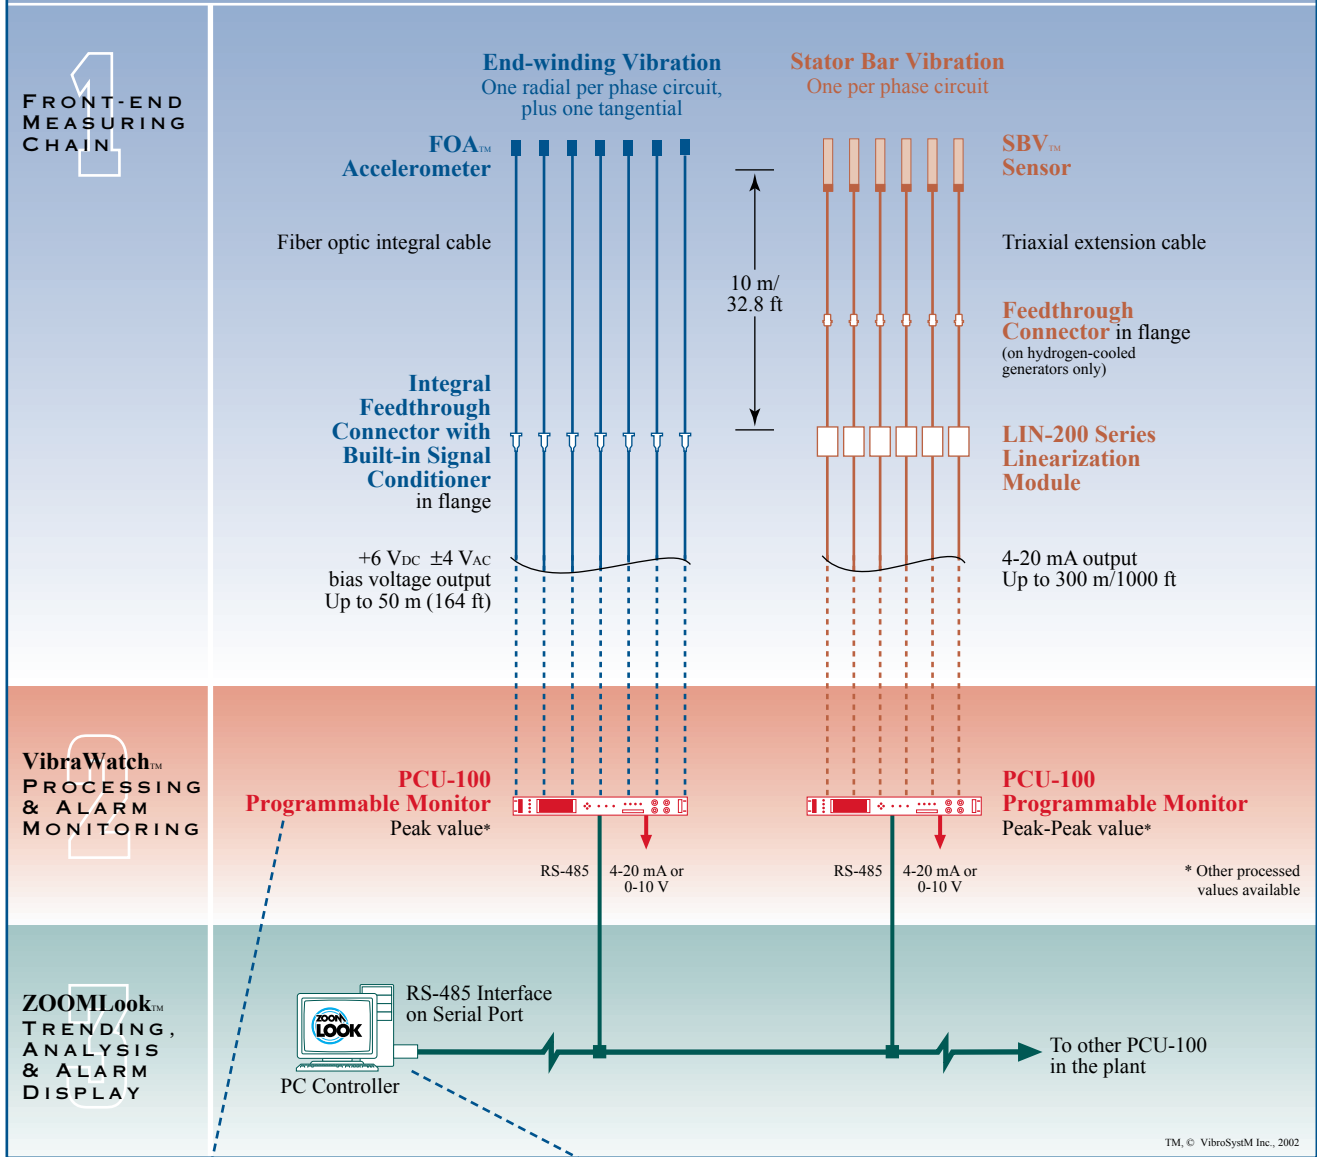 1
FRONT-END
MEASURING
CHAIN
End-winding Vibration
One radial per phase circuit,
plus one tangential
Stator Bar Vibration
One per phase circuit
FOA™
Accelerometer
SBV™
Sensor
Fiber optic integral cable
Triaxial extension cable
10 m/
32.8 ft
Feedthrough
Connector in flange
(on hydrogen-cooled
generators only)
Integral
Feedthrough
Connector with
Built-in Signal
Conditioner
in flange
LIN-200 Series
Linearization
Module
+6 VDC ±4 VAC
bias voltage output
Up to 50 m (164 ft)
4-20 mA output
Up to 300 m/1000 ft
2
VibraWatch™
PROCESSING
& ALARM
MONITORING
PCU-100
Programmable Monitor
Peak value*
PCU-100
Programmable Monitor
Peak-Peak value*
RS-485
4-20 mA or
0-10 V
RS-485
4-20 mA or
0-10 V
* Other processed
values available
3
ZOOMLook™
TRENDING,
ANALYSIS
& ALARM
DISPLAY
ZOOM
LOOK
RS-485 Interface
on Serial Port
PC Controller
To other PCU-100
in the plant
TM, © VibroSystM Inc., 2002